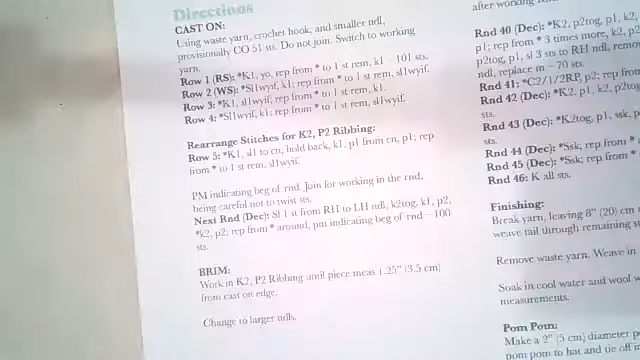 Directions
CAST ON:
Using waste yarn, crochet hook, and smaller ndl,
provisionally CO 51 sts. Do not join. Switch to working
yarn.
Row 1 (RS): *K1, yo, rep from * to 1 st rem, k1 – 101 sts.
Row 2 (WS): *Sl1wyif, k1; rep from * to 1 st rem, sl1wyif.
Row 3: *K1, sl1wyif; rep from * to 1 st rem, k1.
Row 4: *Sl1wyif, k1; rep from * to 1 st rem, sl1wyif.
Rearrange Stitches for K2, P2 Ribbing:
Row 5: *K1, sl1 to cn, hold back, k1, p1 from cn, p1; rep
from * to 1 st rem, sl1wyif.
PM indicating beg of rnd. Join for working in the rnd,
being careful not to twist sts.
Next Rnd (Dec): Sl 1 st from RH to LH ndl, k2tog, k1, p2,
*k2, p2; rep from * around, pm indicating beg of rnd – 100
sts.
BRIM:
Work in K2, P2 Ribbing until piece meas 1.25" (3.5 cm)
from cast on edge.
Change to larger ndls.
after working
Rnd 40 (Dec): *K2, p2tog, p1, k2,
p1; rep from * 3 times more, k2, p2
p2tog, p1, sl 3 sts to RH ndl, remo
ndl, replace m – 70 sts.
Rnd 41: *C2/1/2RP, p2; rep from
Rnd 42 (Dec): *K2, p1, k2, p2tog
sts.
Rnd 43 (Dec): *K2tog, p1, ssk, p
sts.
Rnd 44 (Dec): *Ssk; rep from *
Rnd 45 (Dec): *Ssk; rep from *
Rnd 46: K all sts.
Finishing:
Break yarn, leaving 8" (20) cm
weave tail through remaining s
Remove waste yarn. Weave in
Soak in cool water and wool w
measurements.
Pom Pom:
Make a 2" (5 cm) diameter p
pom pom to hat and tie off i